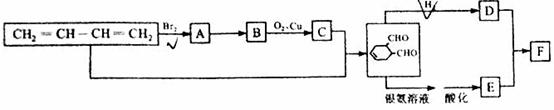 CH₂=CH-CH=CH₂ Br₂ A B O₂、Cu C CHO CHO H D F
银氨溶液 酸化 E